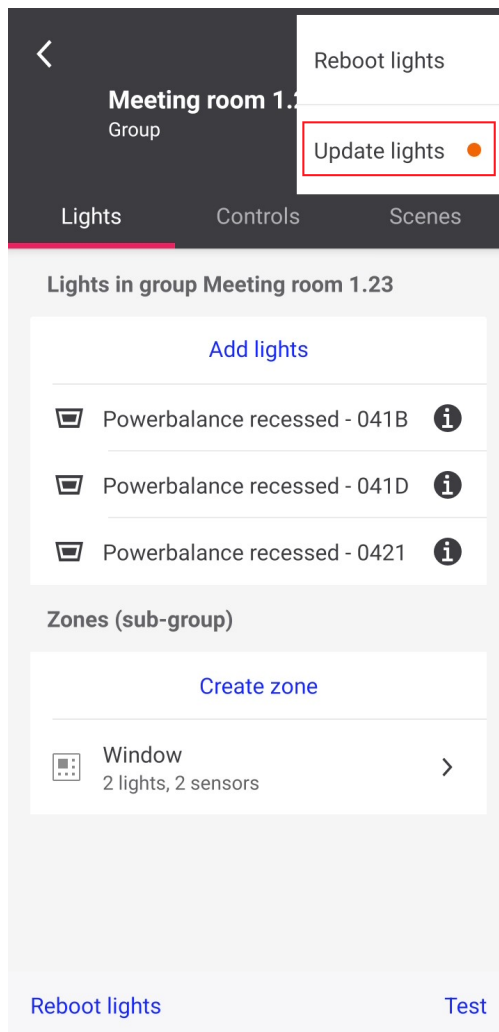 Reboot lights
Meeting room 1.2
Group
Update lights
Lights Controls Scenes
Lights in group Meeting room 1.23
Add lights
Powerbalance recessed - 041B
Powerbalance recessed - 041D
Powerbalance recessed - 0421
Zones (sub-group)
Create zone
Window
2 lights, 2 sensors
Reboot lights Test